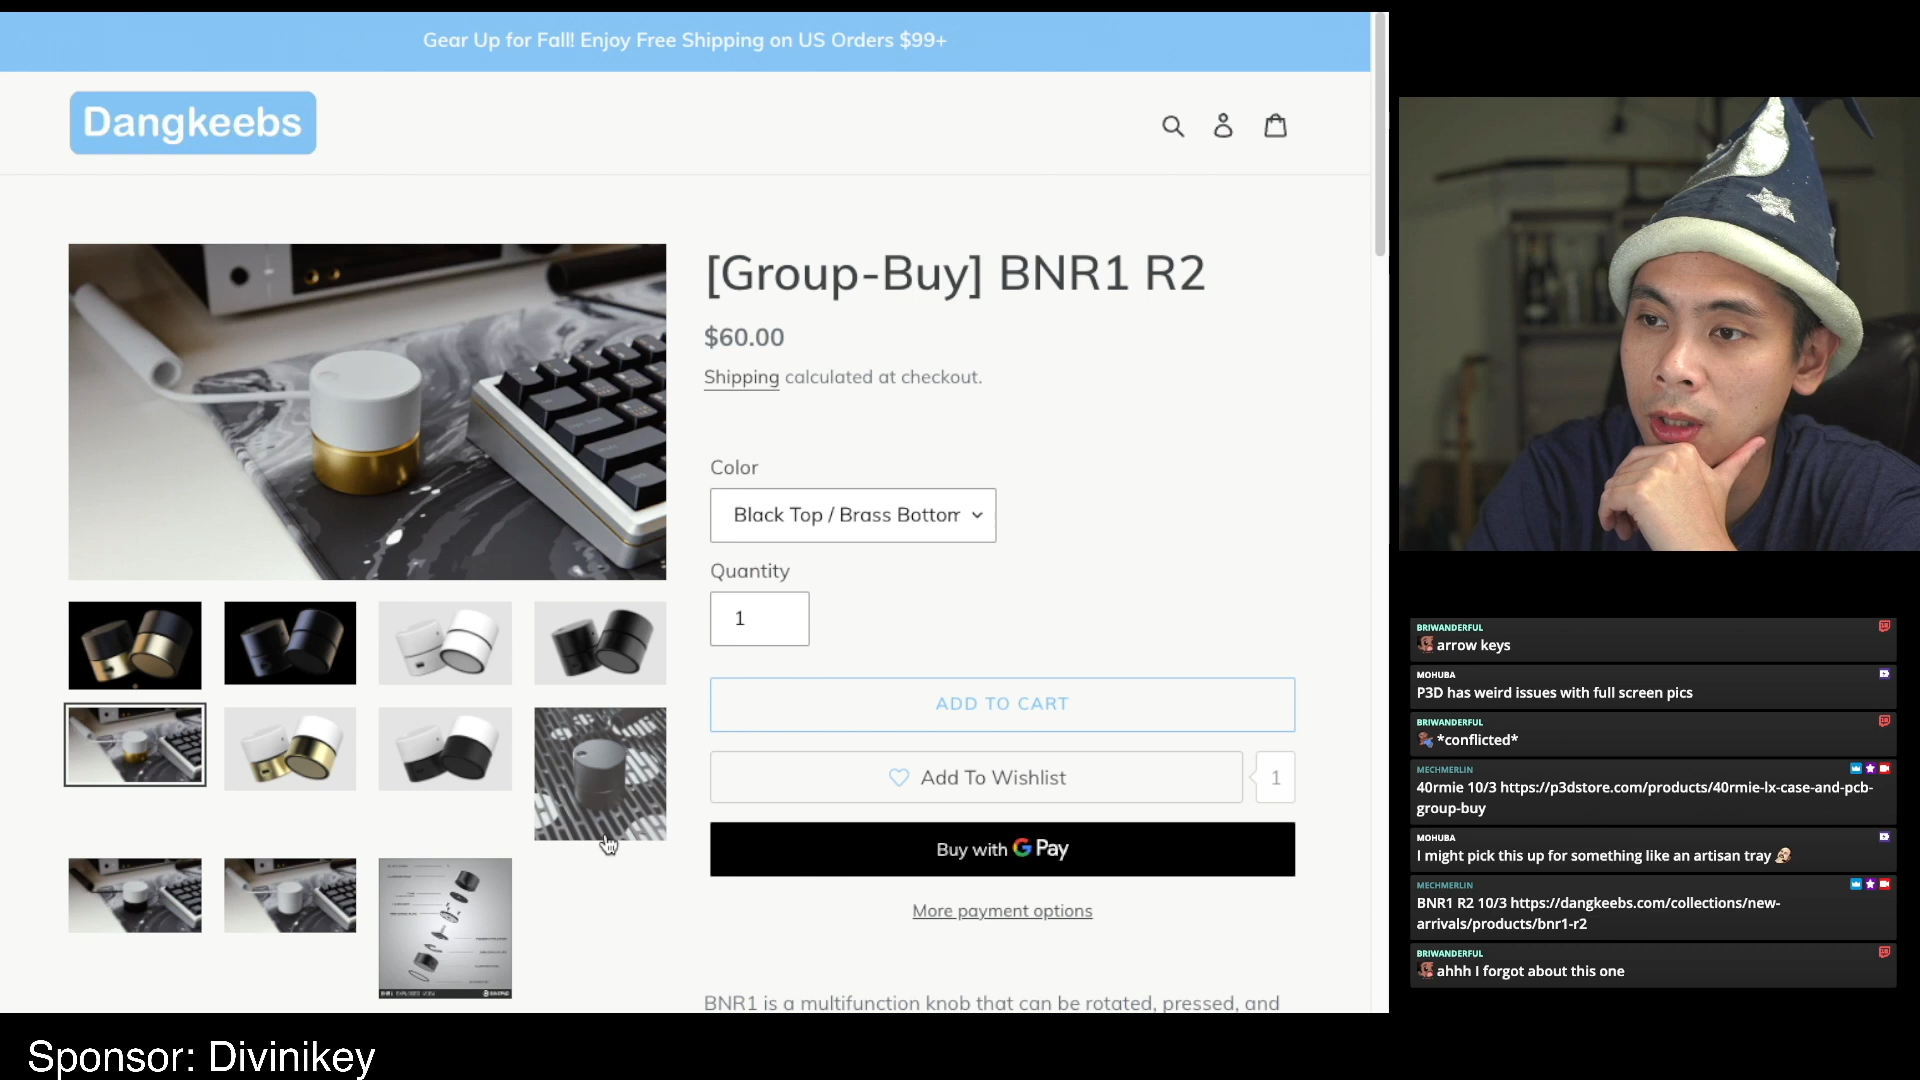 Gear Up for Fall! Enjoy Free Shipping on US Orders $99+
Dangkeebs
[Group-Buy] BNR1 R2
$60.00
Shipping calculated at checkout.
Color
Black Top / Brass Bottom
Quantity
1
ADD TO CART
Add To Wishlist
1
Buy with G Pay
More payment options
BNR1 is a multifunction knob that can be rotated, pressed, and
BRIWANDERFUL
arrow keys
MOHUBA
P3D has weird issues with full screen pics
BRIWANDERFUL
*conflicted*
MECHMERLIN
40rmie 10/3 https://p3dstore.com/products/40rmie-lx-case-and-pcb-
group-buy
MOHUBA
I might pick this up for something like an artisan tray
MECHMERLIN
BNR1 R2 10/3 https://dangkeebs.com/collections/new-
arrivals/products/bnr1-r2
BRIWANDERFUL
ahhh I forgot about this one
Sponsor: Divinikey